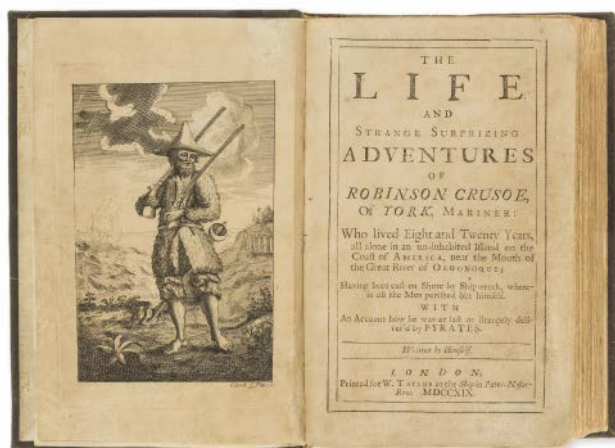 THE
LIFE
AND
STRANGE SURPRIZING
ADVENTURES
OF
ROBINSON CRUSOE,
Of YORK, MARINER:
Who lived Eight and Twenty Years,
all alone in an un-inhabited Island on the
Coast of AMERICA, near the Mouth of
the Great River of OROONOQUE;
Having been cast on Shore by Shipwreck, where-
in all the Men perished but himself.
WITH
An Account how he was at last as strangely deli-
ver'd by PYRATES.
Written by Himself.
LONDON;
Printed for W. TAYLOR at the Ship in Pater-Noster-
Row. MDCCXIX.